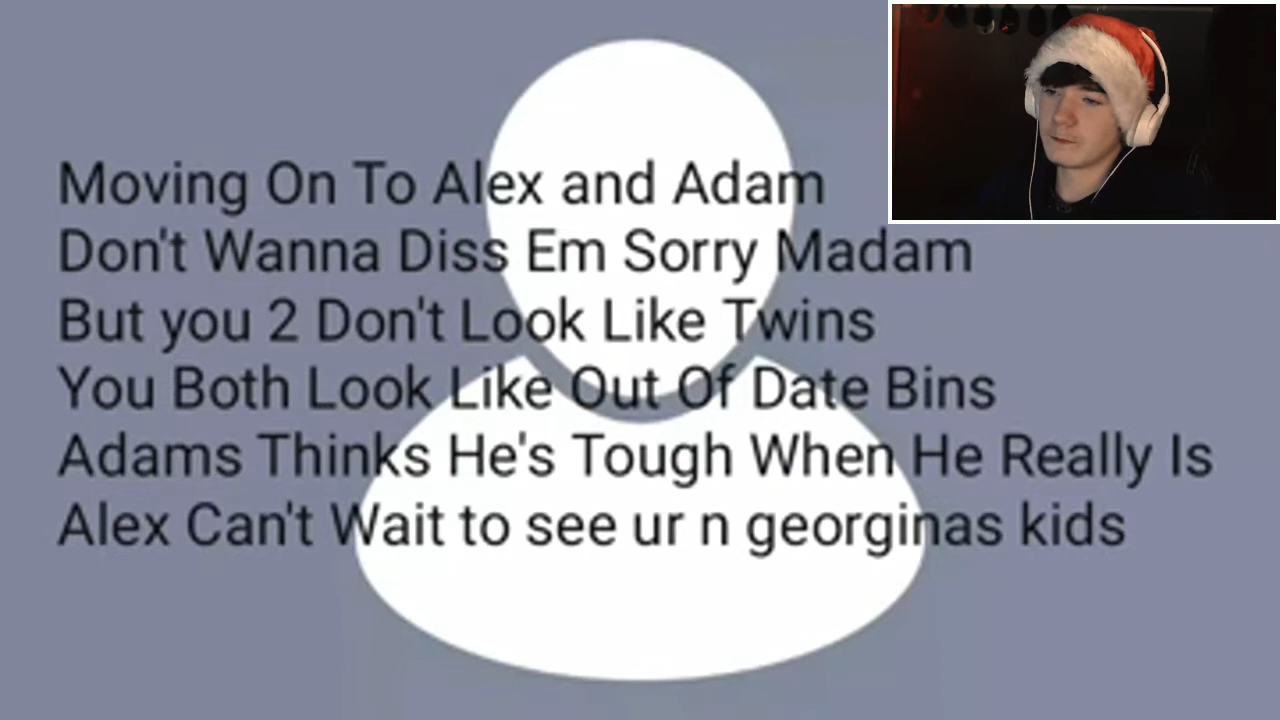 Moving On To Alex and Adam
Don't Wanna Diss Em Sorry Madam
But you 2 Don't Look Like Twins
You Both Look Like Out Of Date Bins
Adams Thinks He's Tough When He Really Is
Alex Can't Wait to see ur n georginas kids